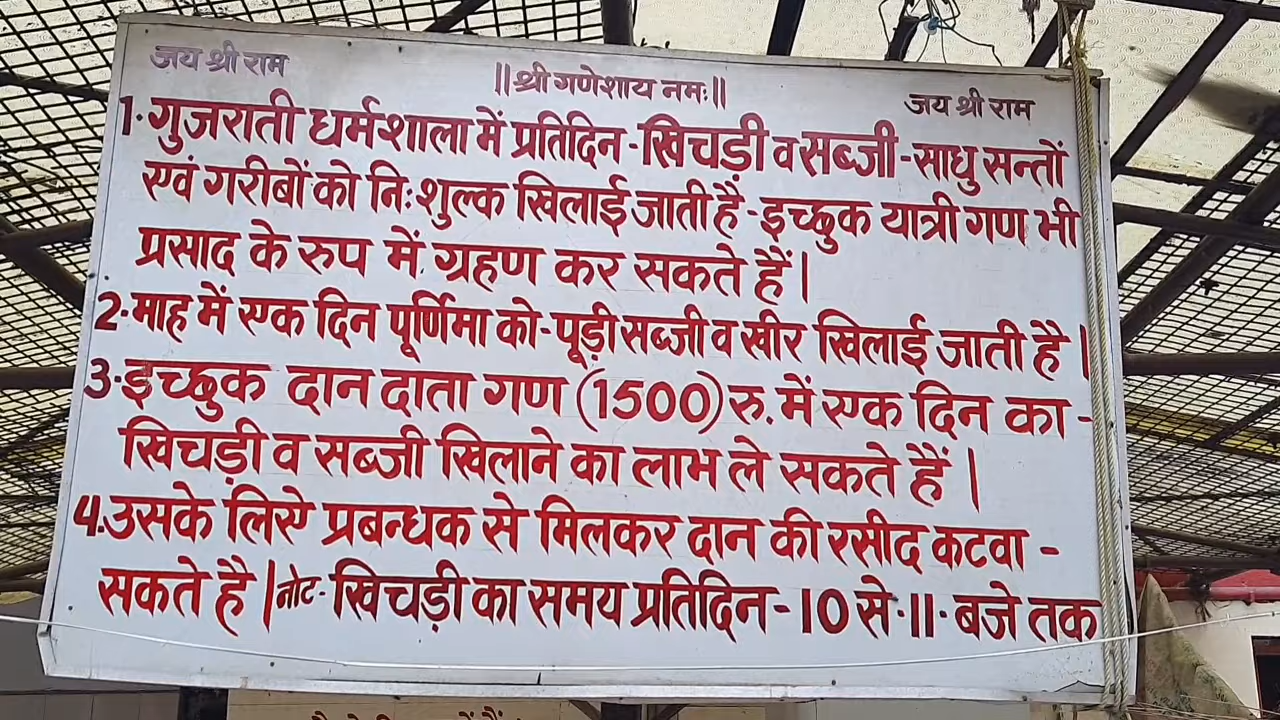 जय श्री राम
||श्री गणेशाय नमः||
जय श्री राम
1.गुजराती धर्मशाला में प्रतिदिन-खिचड़ी व सब्जी-साधु सन्तों
एवं गरीबों को निःशुल्क खिलाई जाती है-इच्छुक यात्री गण भी
प्रसाद के रुप में ग्रहण कर सकते हैं|
2.माह में एक दिन पूर्णिमा को-पूड़ी सब्जी व खीर खिलाई जाती है|
3.इच्छुक दान दाता गण (1500) रु. में एक दिन का-
खिचड़ी व सब्जी खिलाने का लाभ ले सकते हैं|
4.उसके लिऐ प्रबन्धक से मिलकर दान की रसीद कटवा-
सकते है|नोट-खिचड़ी का समय प्रतिदिन-10 से.11.बजे तक